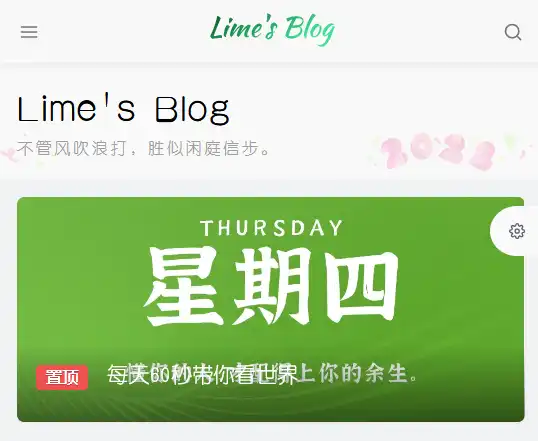 Lime's Blog
Lime's Blog
不管风吹浪打，胜似闲庭信步。
2023
THURSDAY
星期四
上你的余生。
置顶
每天60秒带你看世界